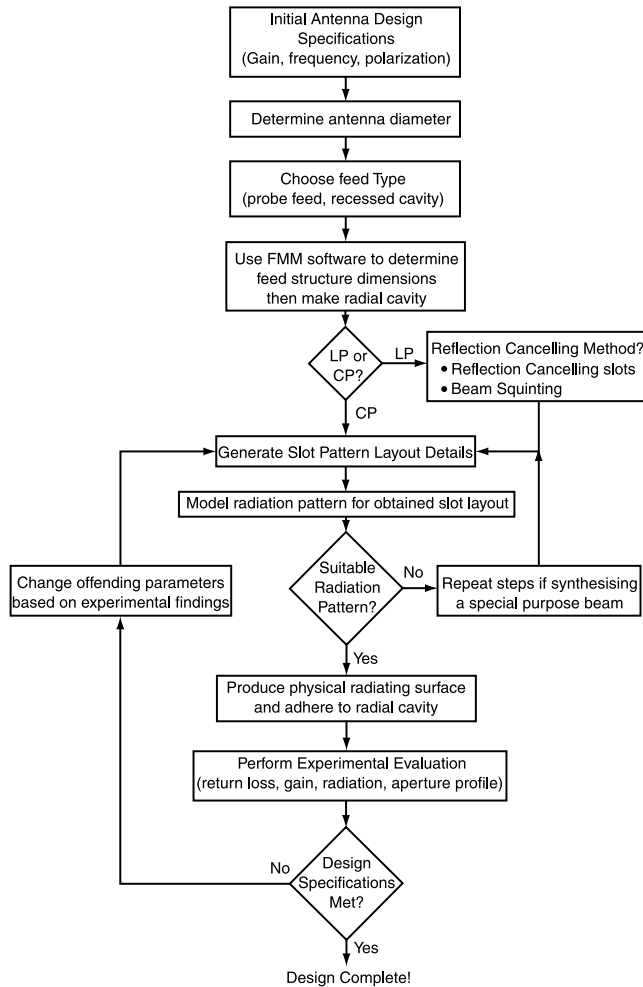 Initial Antenna Design
Specifications
(Gain, frequency, polarization)
Determine antenna diameter
Choose feed Type
(probe feed, recessed cavity)
Use FMM software to determine
feed structure dimensions
then make radial cavity
LP or
CP?
LP
Reflection Cancelling Method?
• Reflection Cancelling slots
• Beam Squinting
CP
Generate Slot Pattern Layout Details
Model radiation pattern for obtained slot layout
Suitable
Radiation
Pattern?
No
Repeat steps if synthesising
a special purpose beam
Change offending parameters
based on experimental findings
Yes
Produce physical radiating surface
and adhere to radial cavity
Perform Experimental Evaluation
(return loss, gain, radiation, aperture profile)
Design
Specifications
Met?
No
Yes
Design Complete!